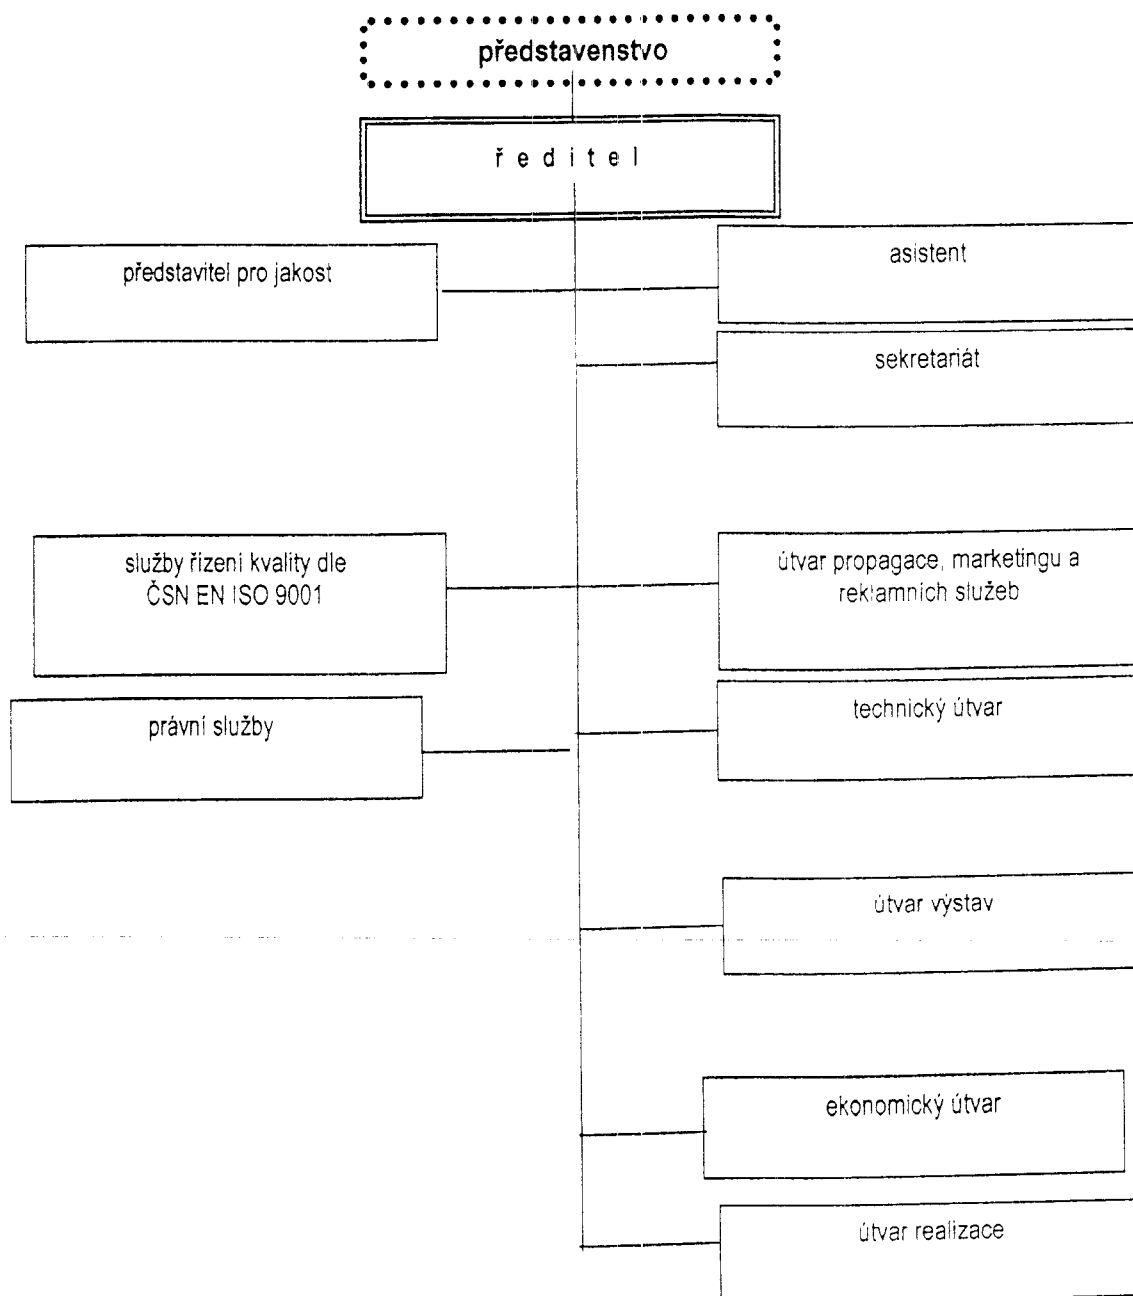 představenstvo
ředitel
představitel pro jakost
asistent
sekretariát
služby řízení kvality dle
ČSN EN ISO 9001
útvar propagace, marketingu a
reklamních služeb
právní služby
technický útvar
útvar výstav
ekonomický útvar
útvar realizace